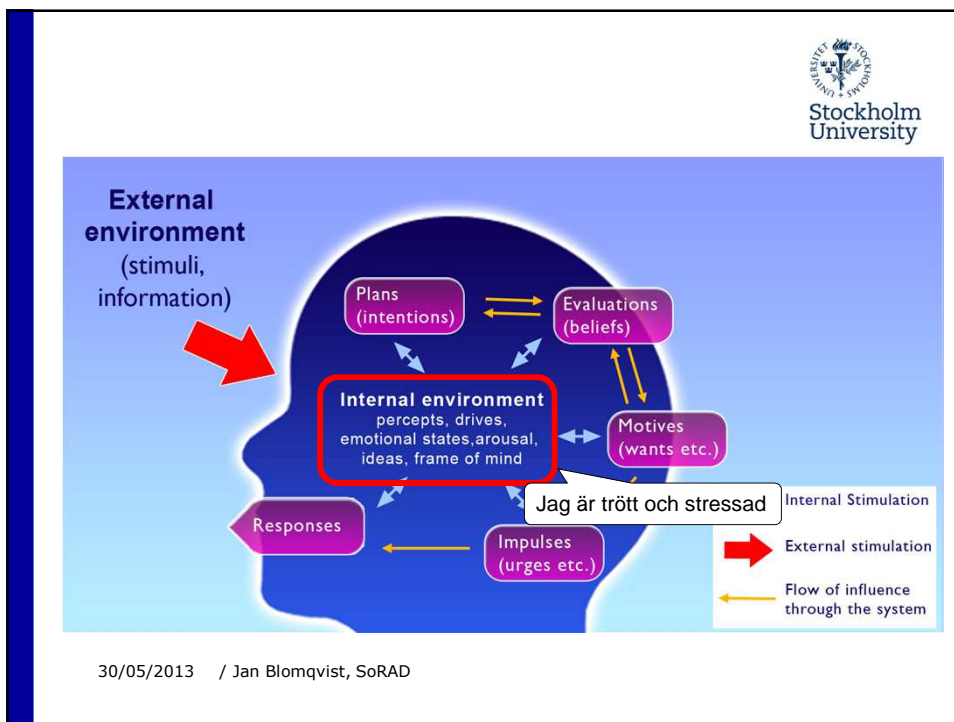 STOCKHOLMS UNIVERSITET
Stockholm
University
External
environment
(stimuli,
information)
Plans
(intentions)
Evaluations
(beliefs)
Internal environment
percepts, drives,
emotional states,arousal,
ideas, frame of mind
Motives
(wants etc.)
Jag är trött och stressad
Responses
Impulses
(urges etc.)
Internal Stimulation
External stimulation
Flow of influence
through the system
30/05/2013 / Jan Blomqvist, SoRAD